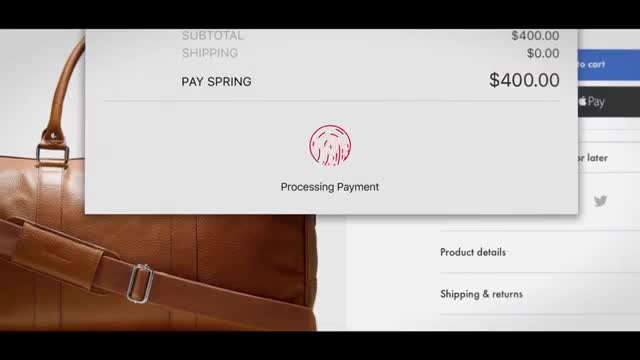 SUBTOTAL $400.00
SHIPPING $0.00
PAY SPRING $400.00
Processing Payment
to cart
Pay
or later
Product details
Shipping & returns